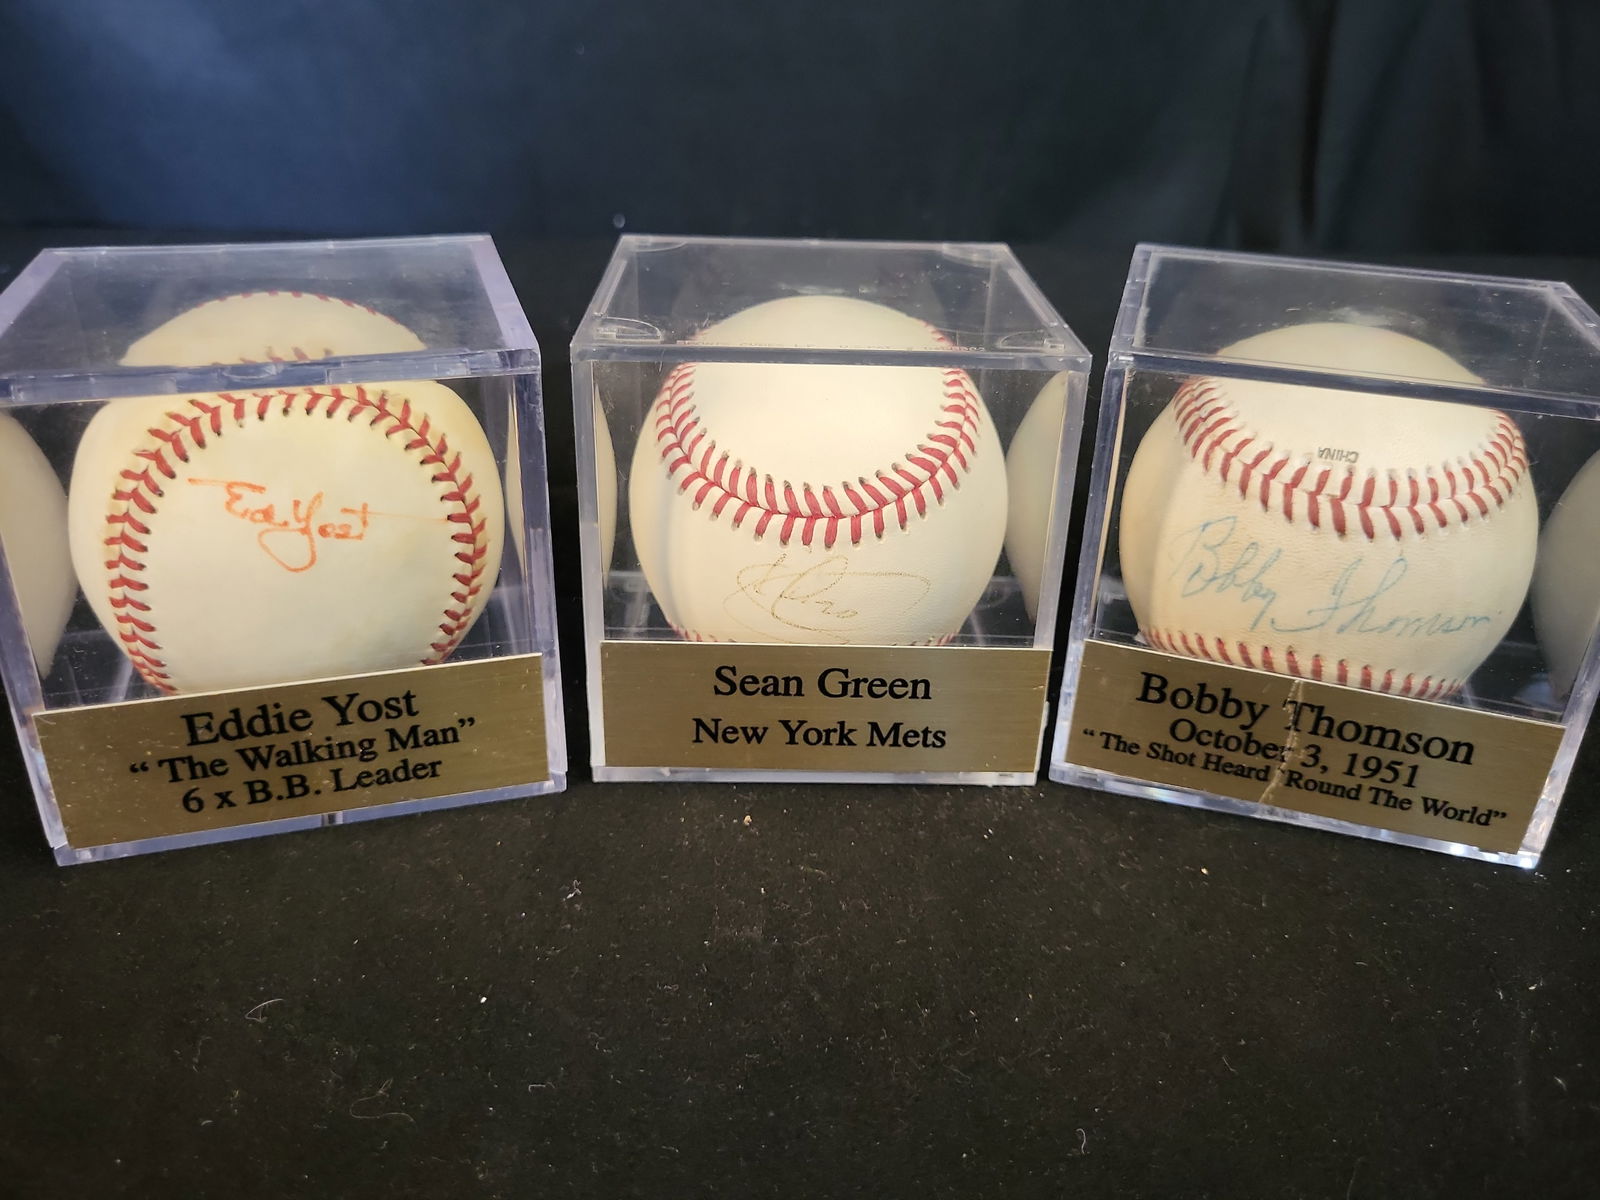 Ed Yost
Eddie Yost
“The Walking Man”
6 x B.B. Leader
Sean Green
New York Mets
CHINA
Bobby Thomson
Bobby Thomson
October 3, 1951
“The Shot Heard 'Round The World”